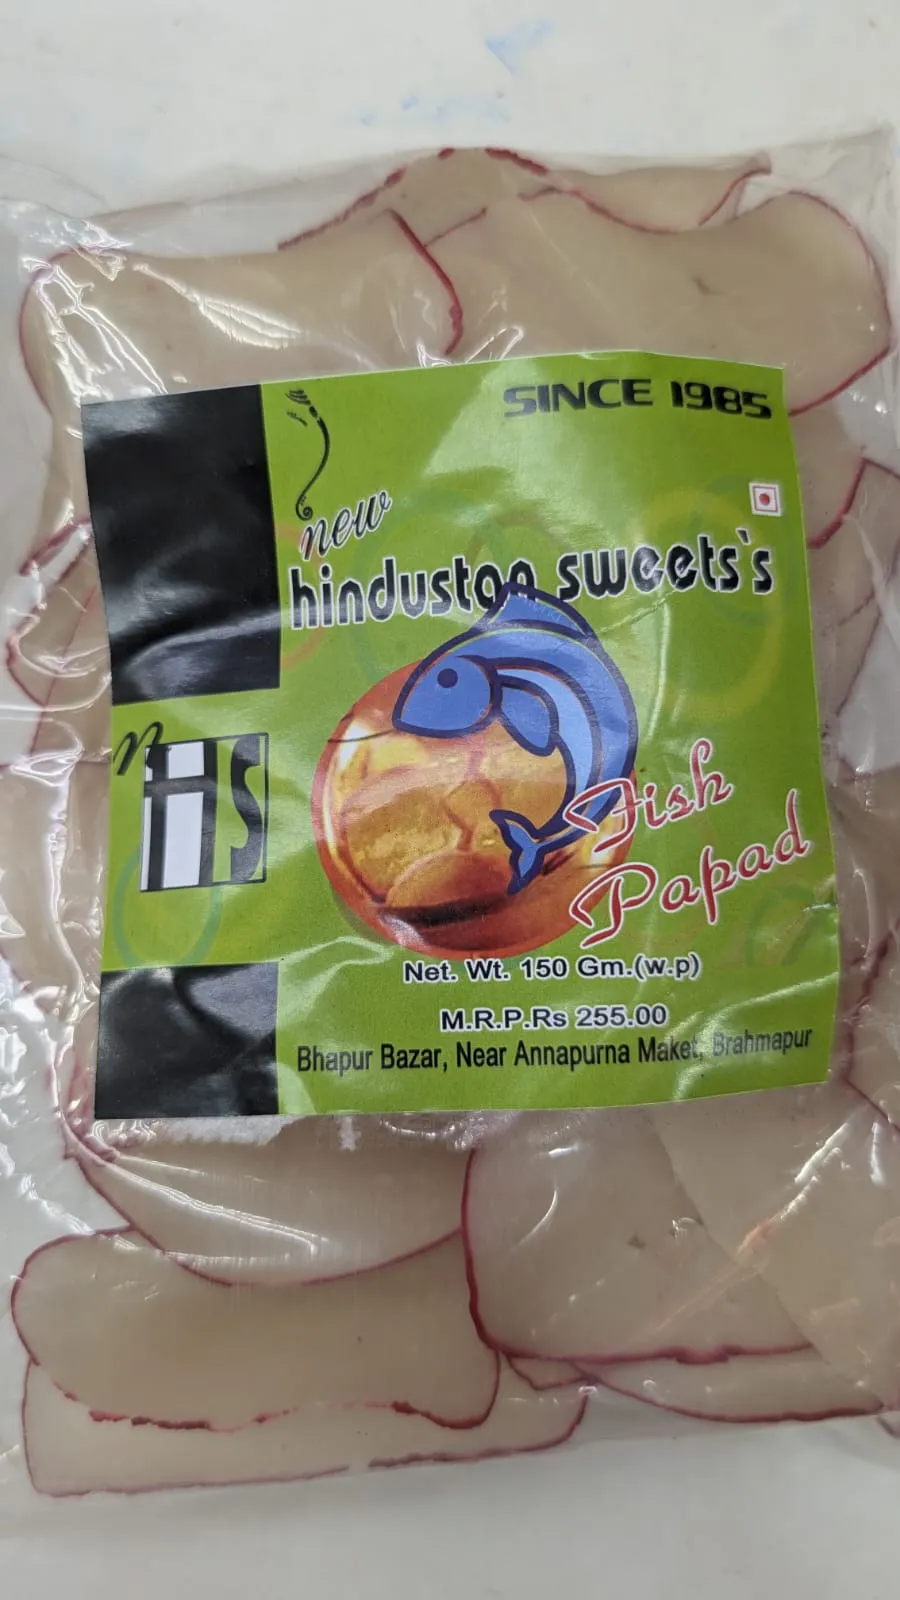 SINCE 1985
new
hindustan sweets`s
nHS
Fish
Papad
Net. Wt. 150 Gm.(w.p)
M.R.P.Rs 255.00
Bhapur Bazar, Near Annapurna Maket, Brahmapur